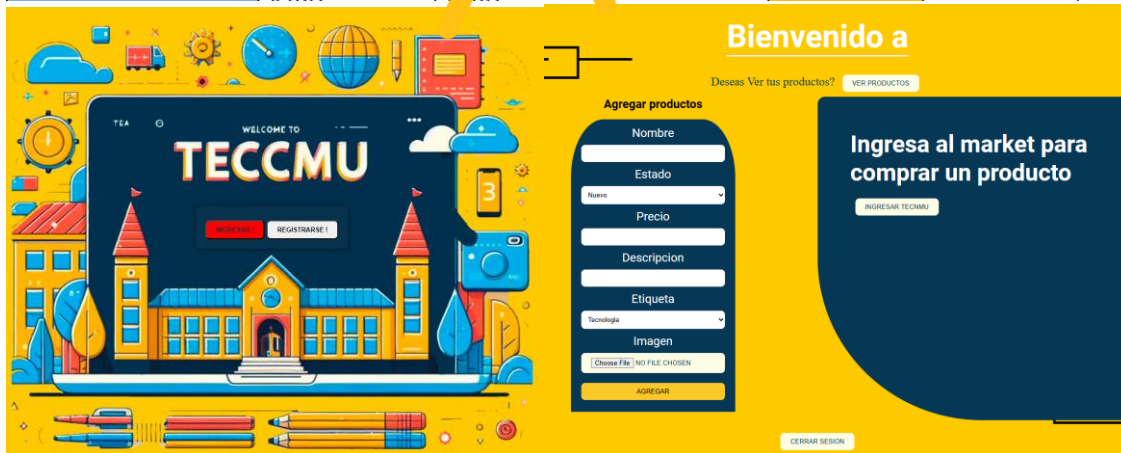 TEA
WELCOME TO
TECCMU
INGRESAR !
REGISTRARSE !
3
Bienvenido a
Deseas Ver tus productos?
VER PRODUCTOS
Agregar productos
Nombre
Estado
Nuevo
Precio
Descripcion
Etiqueta
Tecnologia
Imagen
Choose File NO FILE CHOSEN
AGREGAR
Ingresa al market para
comprar un producto
INGRESAR TECNMU
CERRAR SESION